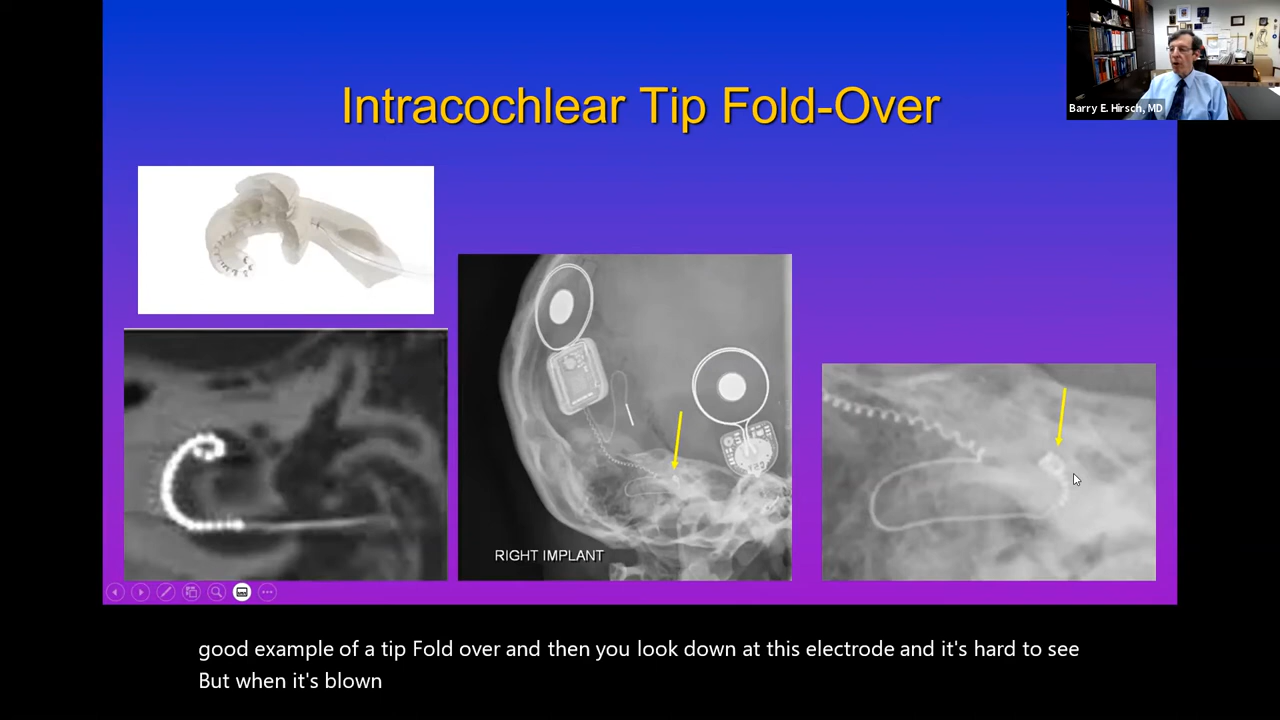 Intracochlear Tip Fold-Over
Barry E. Hirsch, MD
RIGHT IMPLANT
good example of a tip Fold over and then you look down at this electrode and it's hard to see
But when it's blown